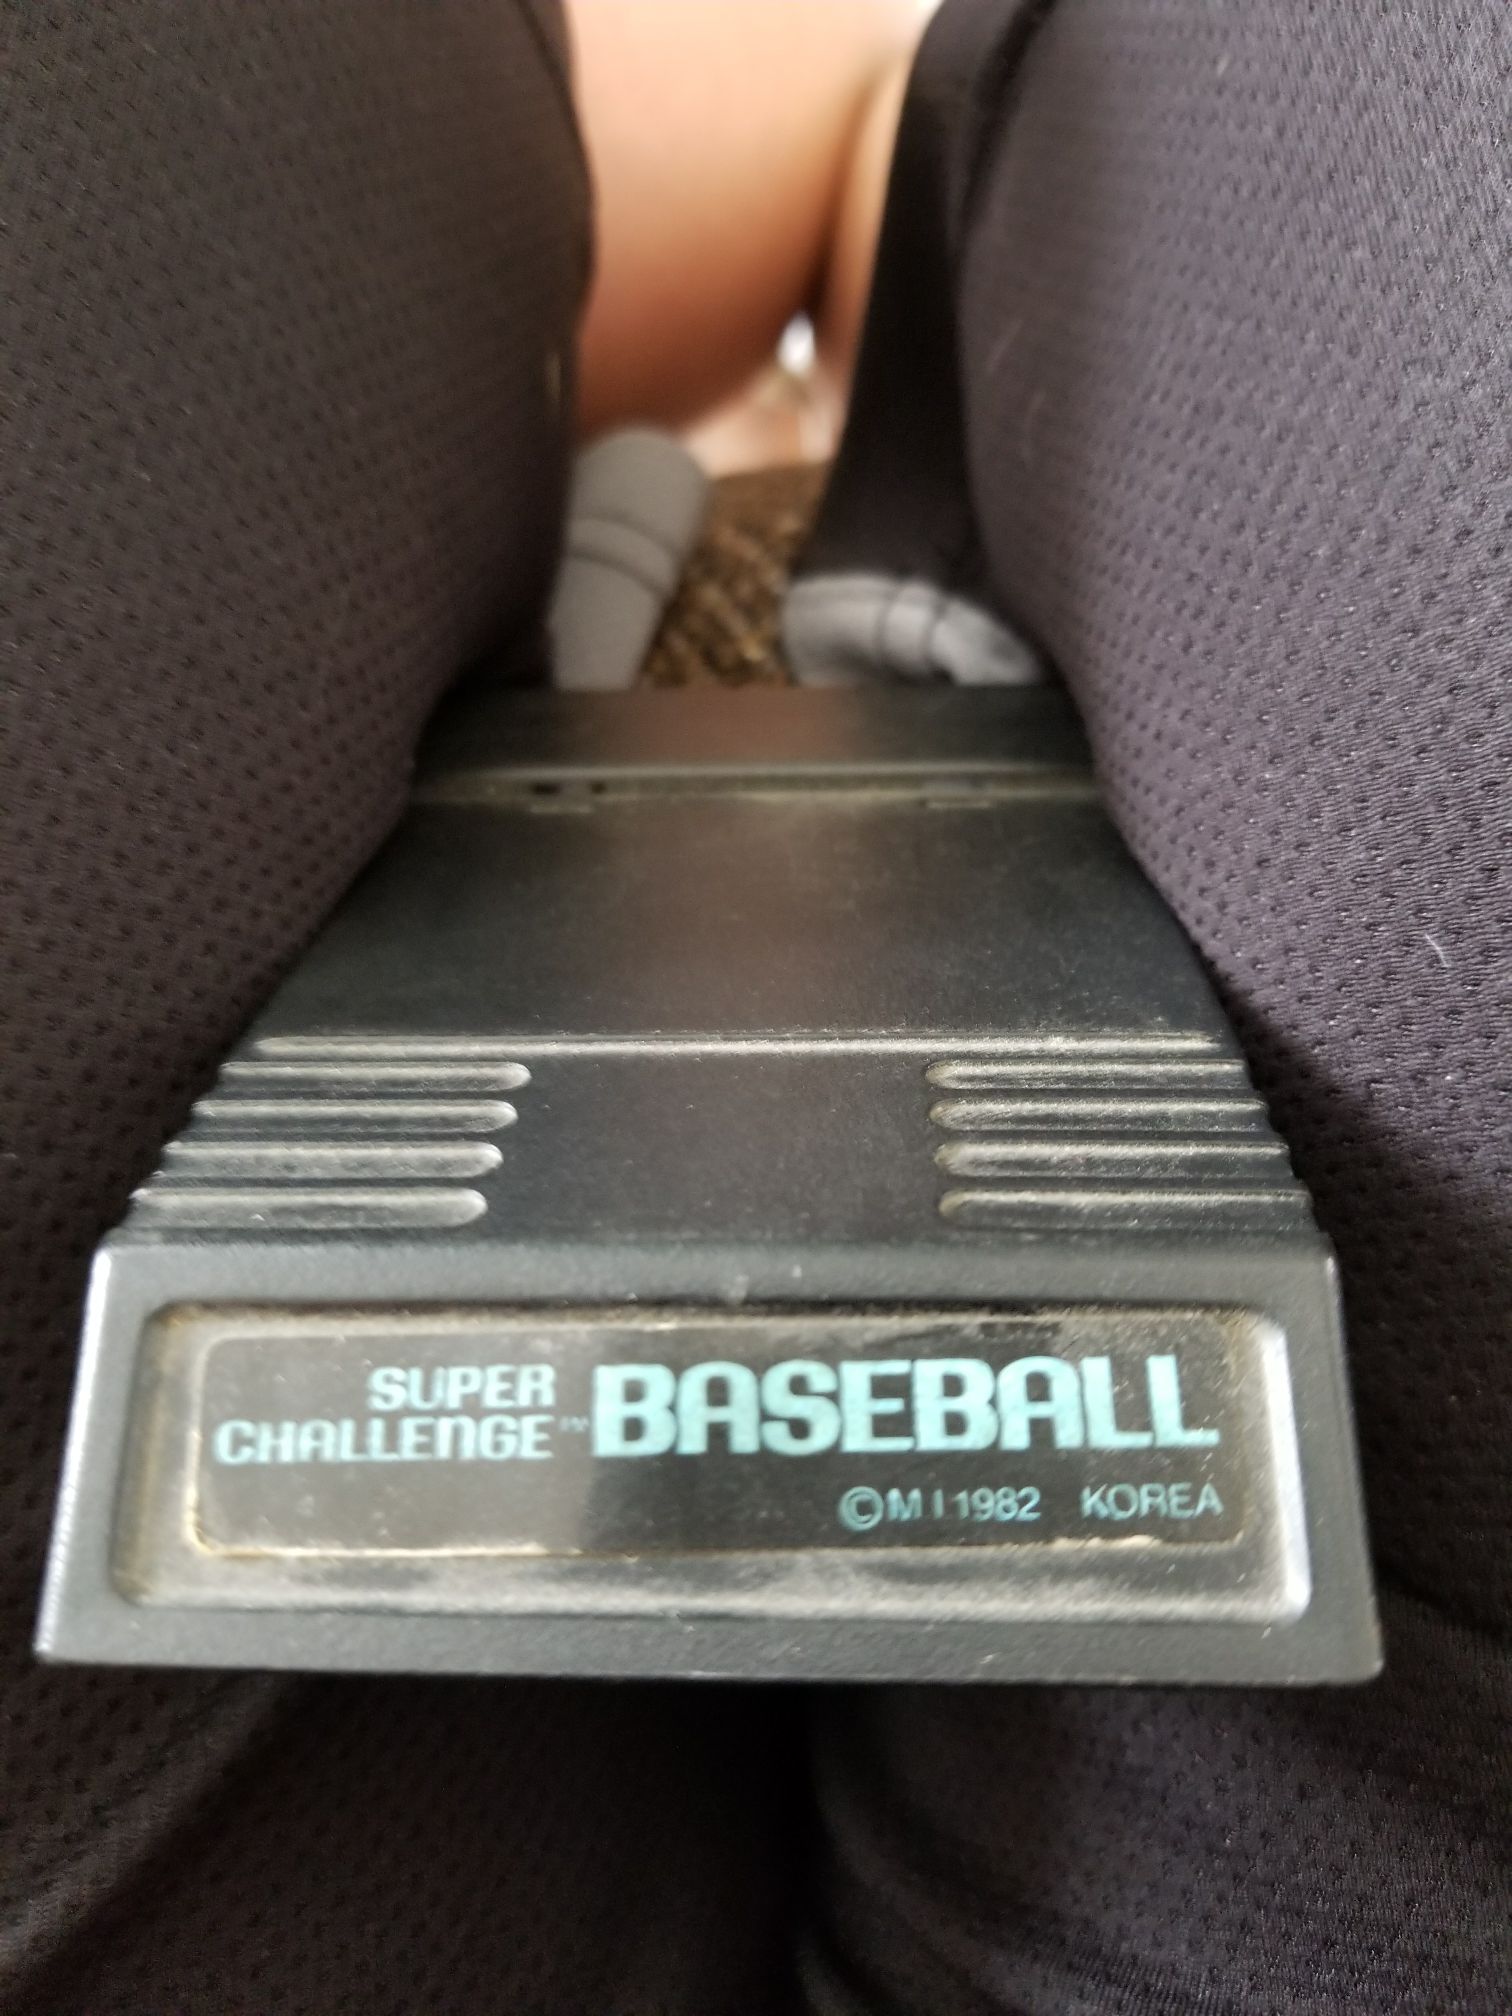 SUPER
CHALLENGE™ BASEBALL
©M I 1982 KOREA